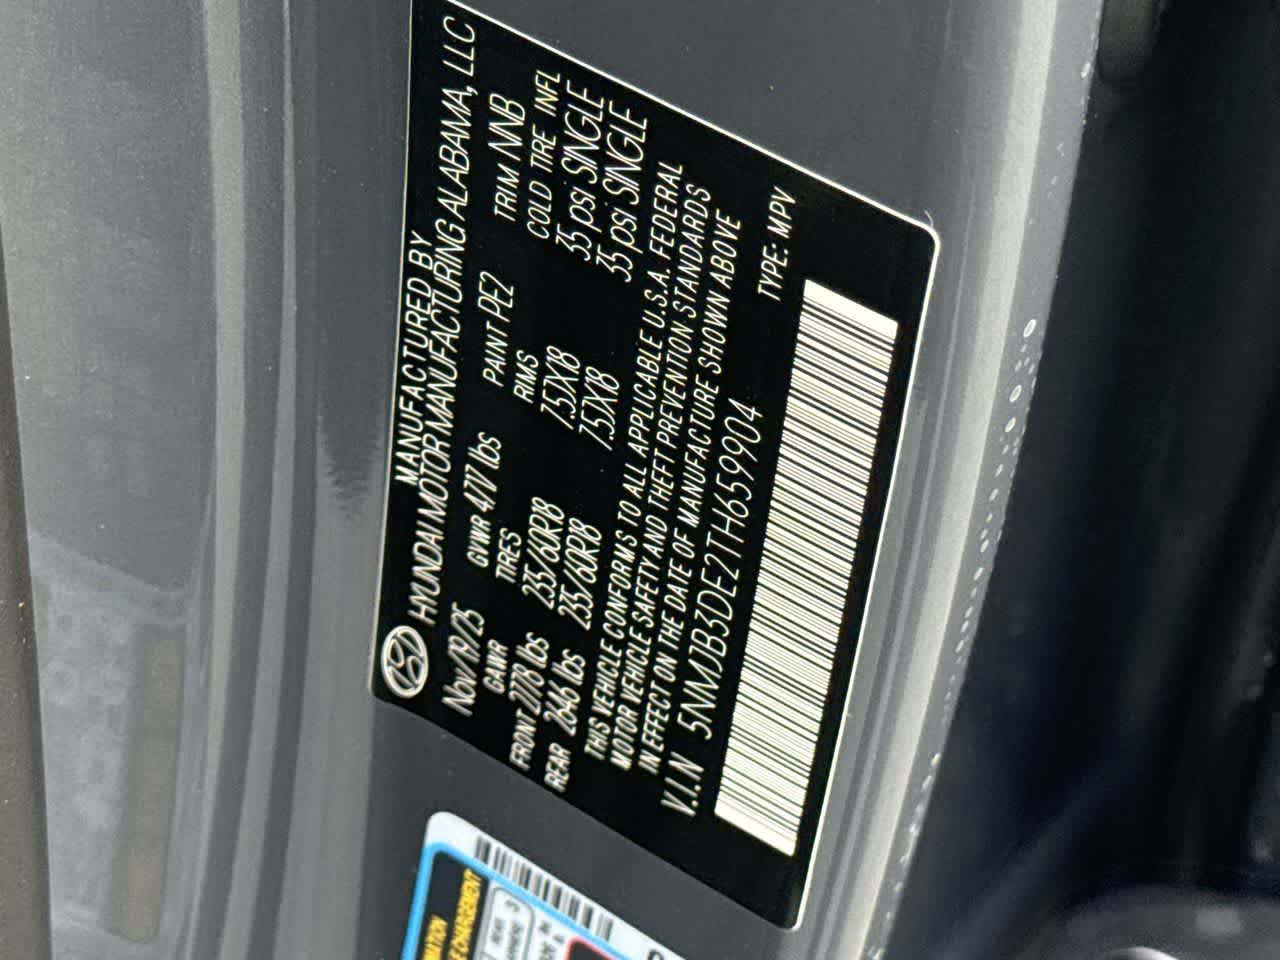 MANUFACTURED BY
HYUNDAI MOTOR MANUFACTURING ALABAMA, LLC
Nov/19/25 GVWR 4717 lbs PAINT PE2 TRIM NNB
GAWR TIRES RIMS COLD TIRE INFL
FRONT 2778 lbs 235/60R18 7.5JX18 35 psi SINGLE
REAR 2646 lbs 235/60R18 7.5JX18 35 psi SINGLE
THIS VEHICLE CONFORMS TO ALL APPLICABLE U.S.A. FEDERAL
MOTOR VEHICLE SAFETY AND THEFT PREVENTION STANDARDS
IN EFFECT ON THE DATE OF MANUFACTURE SHOWN ABOVE
V.I.N 5NMJB3DE2TH659904 TYPE: MPV
REAR